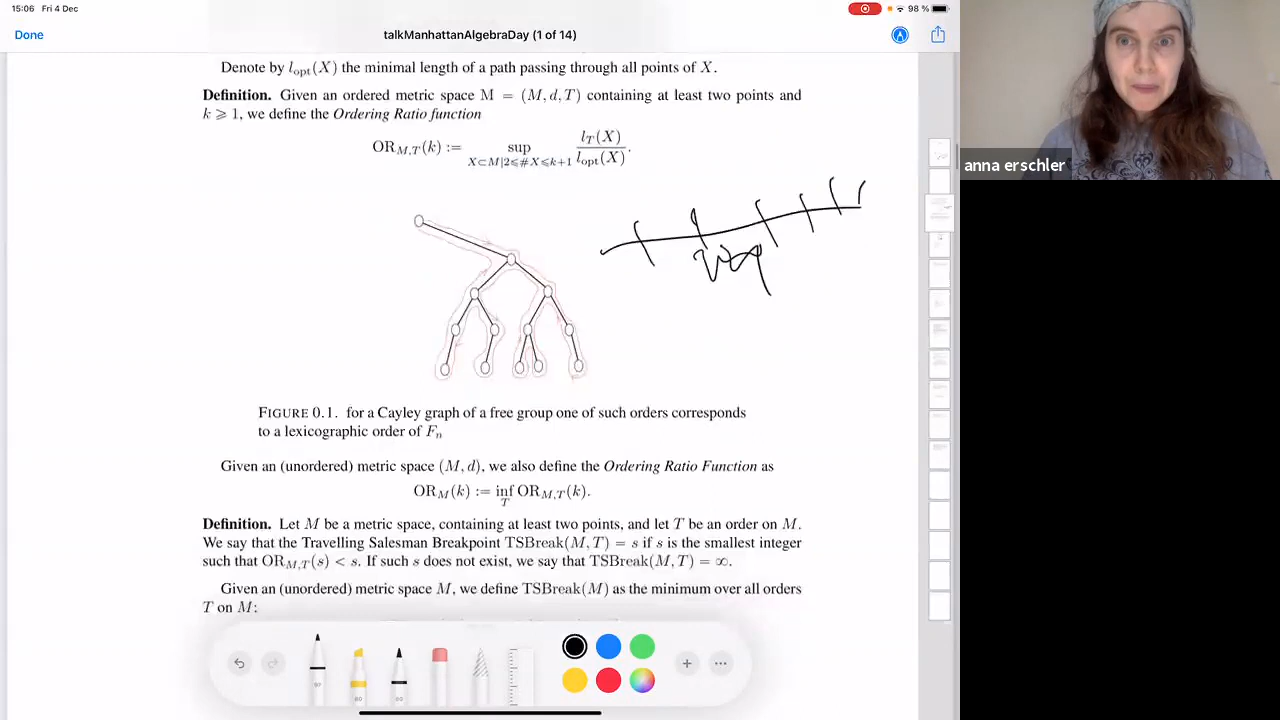 15:06 Fri 4 Dec
98 %
Done
talkManhattanAlgebraDay (1 of 14)
Denote by l_opt(X) the minimal length of a path passing through all points of X.
Definition. Given an ordered metric space M = (M, d, T) containing at least two points and
k ⩾ 1, we define the Ordering Ratio function
OR_{M,T}(k) := sup_{X⊂M|2⩽#X⩽k+1} l_T(X)/l_opt(X).
FIGURE 0.1. for a Cayley graph of a free group one of such orders corresponds
to a lexicographic order of F_n
Given an (unordered) metric space (M, d), we also define the Ordering Ratio Function as
OR_M(k) := inf_T OR_{M,T}(k).
Definition. Let M be a metric space, containing at least two points, and let T be an order on M.
We say that the Travelling Salesman Breakpoint TSBreak(M, T) = s if s is the smallest integer
such that OR_{M,T}(s) < s. If such s does not exist, we say that TSBreak(M, T) = ∞.
Given an (unordered) metric space M, we define TSBreak(M) as the minimum over all orders
T on M:
anna erschler